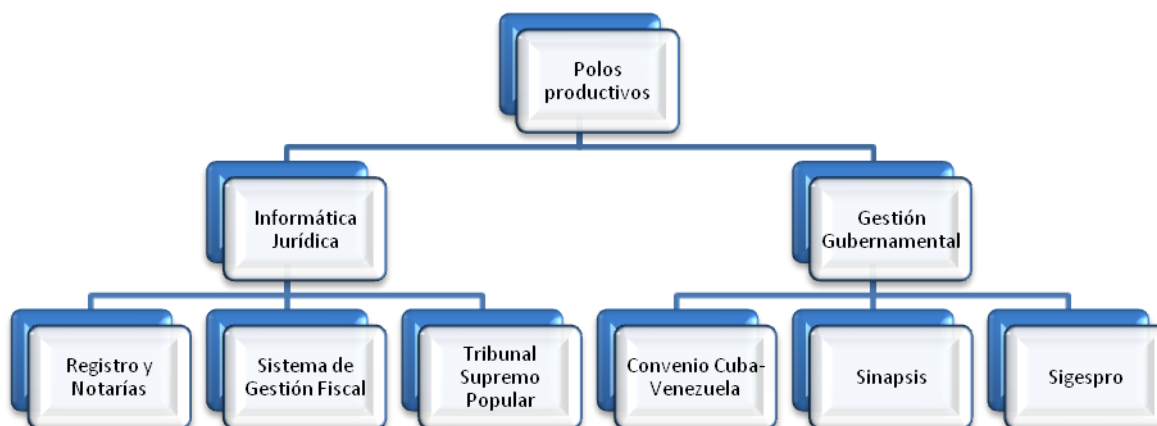 Polos
productivos
Informática
Jurídica
Gestión
Gubernamental
Registro y
Notarías
Sistema de
Gestión Fiscal
Tribunal
Supremo
Popular
Convenio Cuba-
Venezuela
Sinapsis
Sigespro